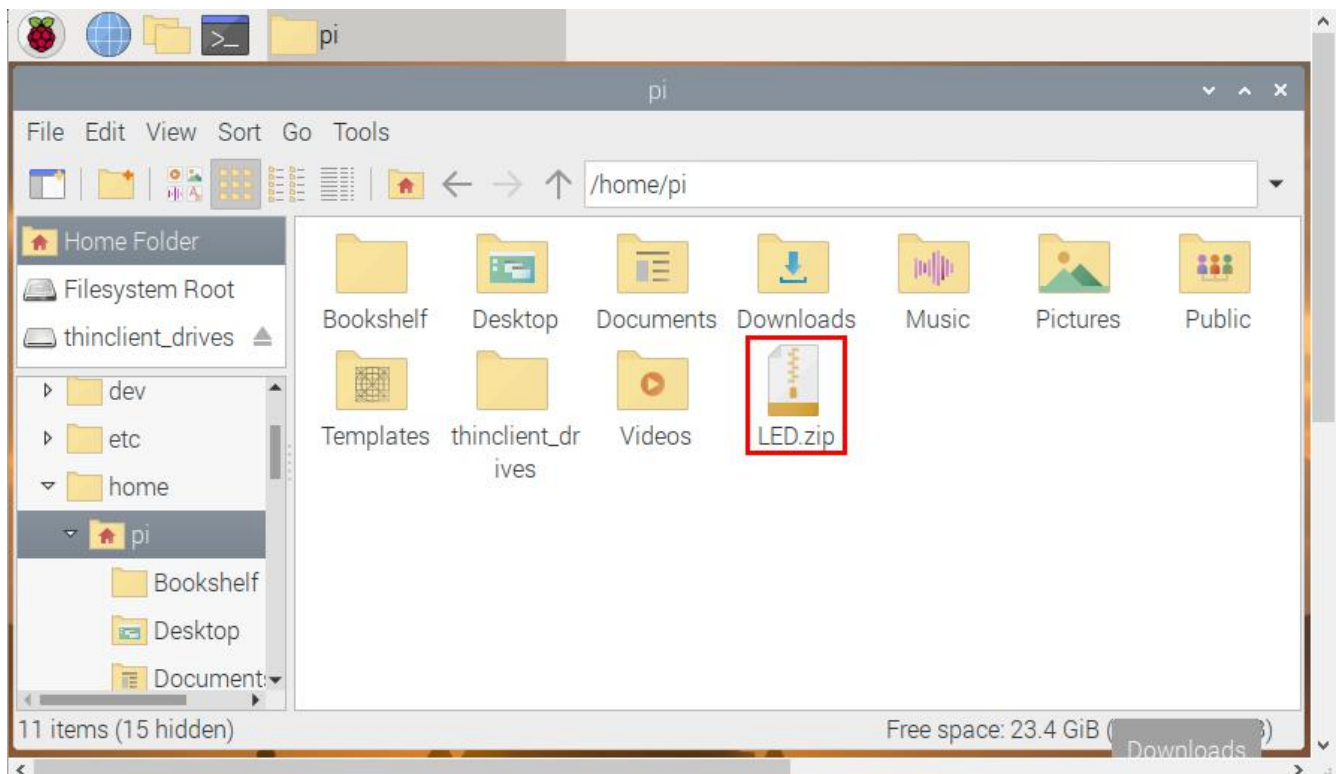 pi
pi
File Edit View Sort Go Tools
/home/pi
Home Folder
Filesystem Root
thinclient_drives
dev
etc
home
pi
Bookshelf
Desktop
Document
Bookshelf Desktop Documents Downloads Music Pictures Public
Templates thinclient_dr Videos LED.zip
ives
11 items (15 hidden)
Free space: 23.4 GiB (
Downloads